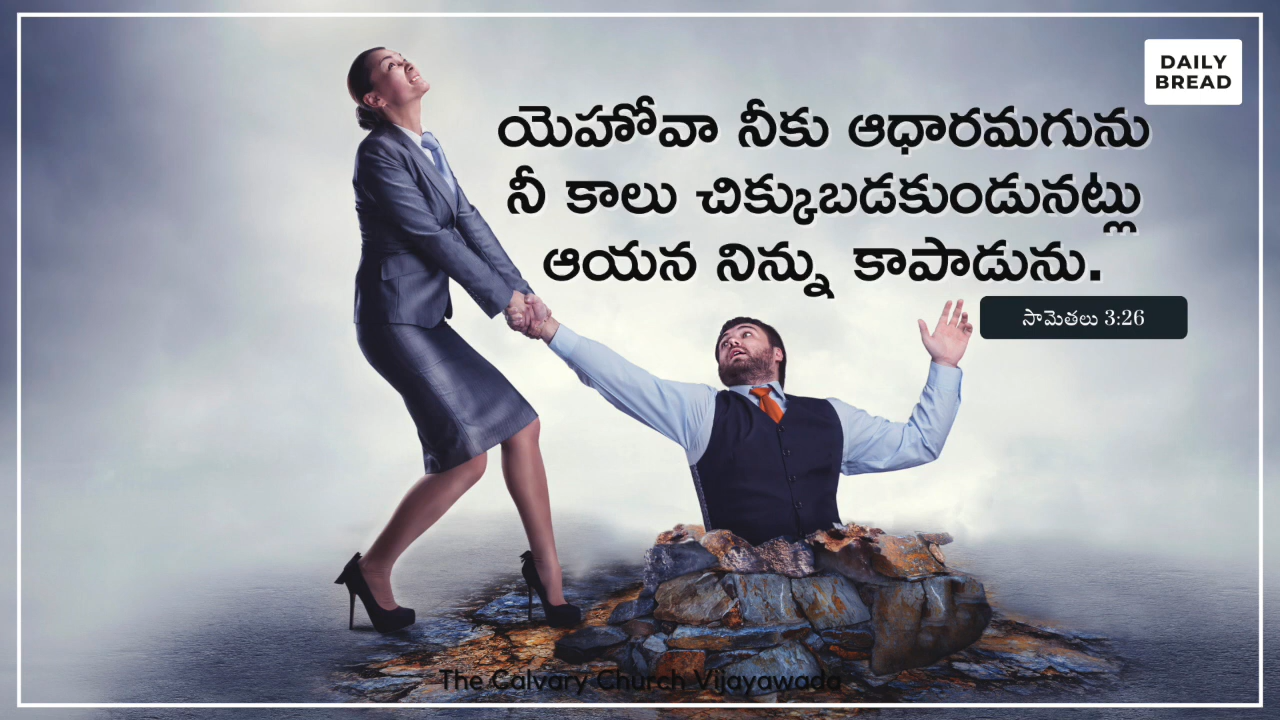 DAILY
BREAD
యెహోవా నీకు ఆధారమగును
నీ కాలు చిక్కుబడకుండునట్లు
ఆయన నిన్ను కాపాడును.
సామెతలు 3:26
The Calvary Church Vijayawada